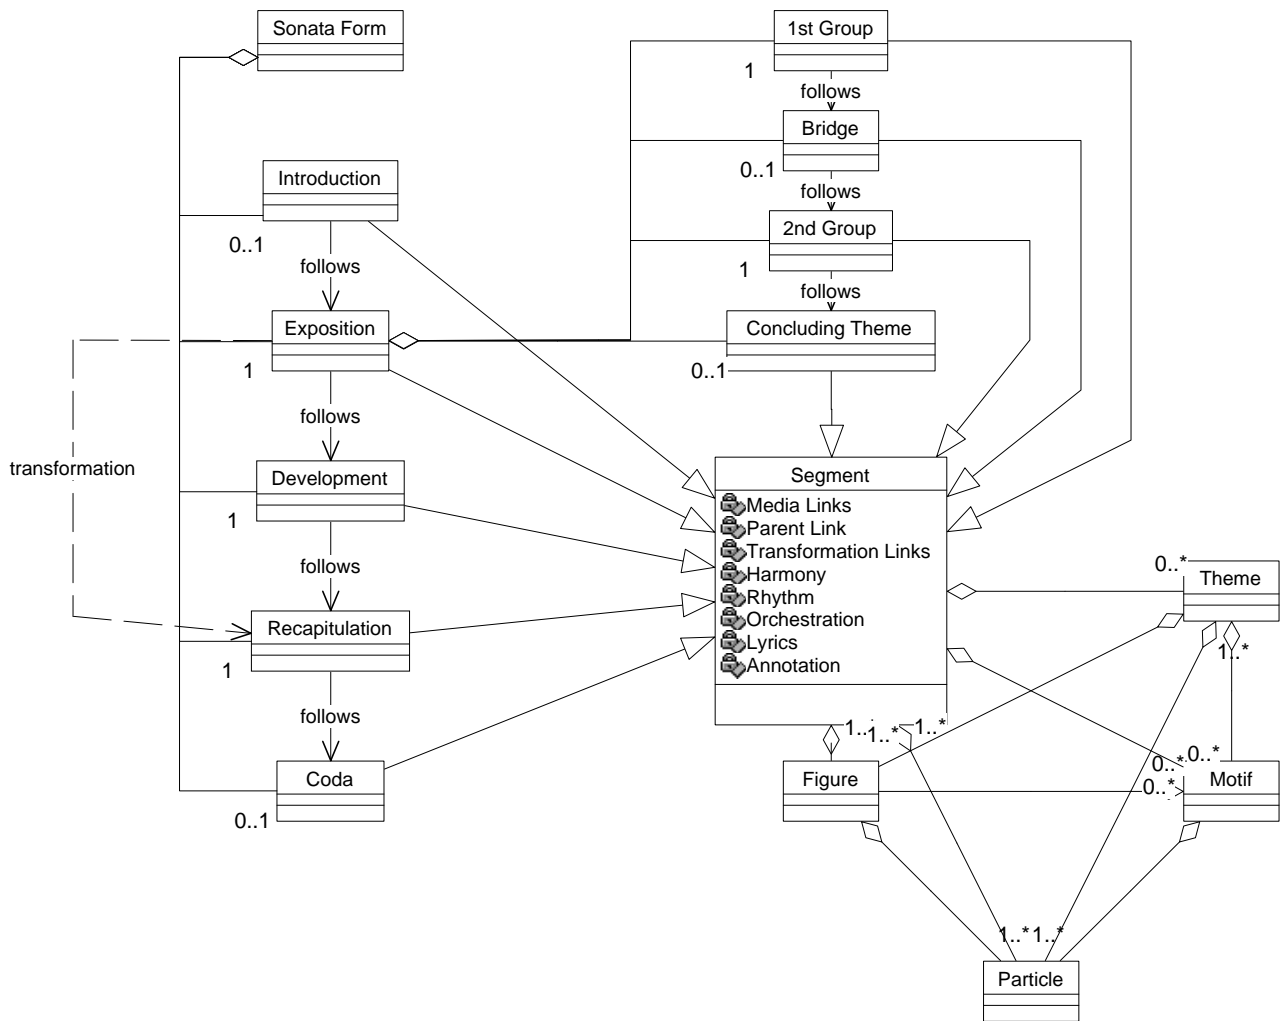 Sonata Form
1st Group
1
follows
Bridge
0..1
follows
2nd Group
1
follows
Concluding Theme
0..1
Introduction
0..1
follows
Exposition
1
follows
transformation
Development
1
follows
Recapitulation
1
follows
Coda
0..1
Segment
Media Links
Parent Link
Transformation Links
Harmony
Rhythm
Orchestration
Lyrics
Annotation
0..*
Theme
1..*
1..*
1..*
0..*
0..*
0..*
Figure
Motif
1..*
1..*
Particle